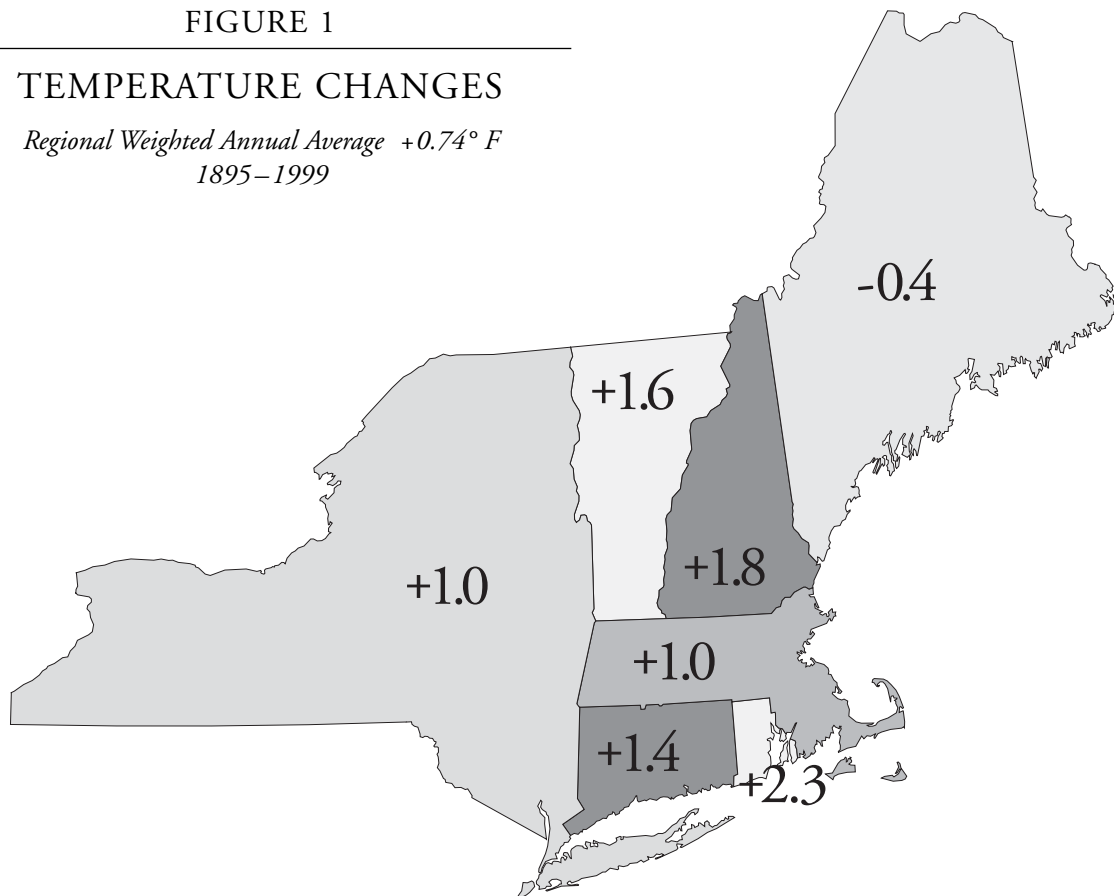 FIGURE 1
TEMPERATURE CHANGES
Regional Weighted Annual Average +0.74° F
1895–1999
-0.4
+1.6
+1.8
+1.0
+1.0
+1.4
+2.3